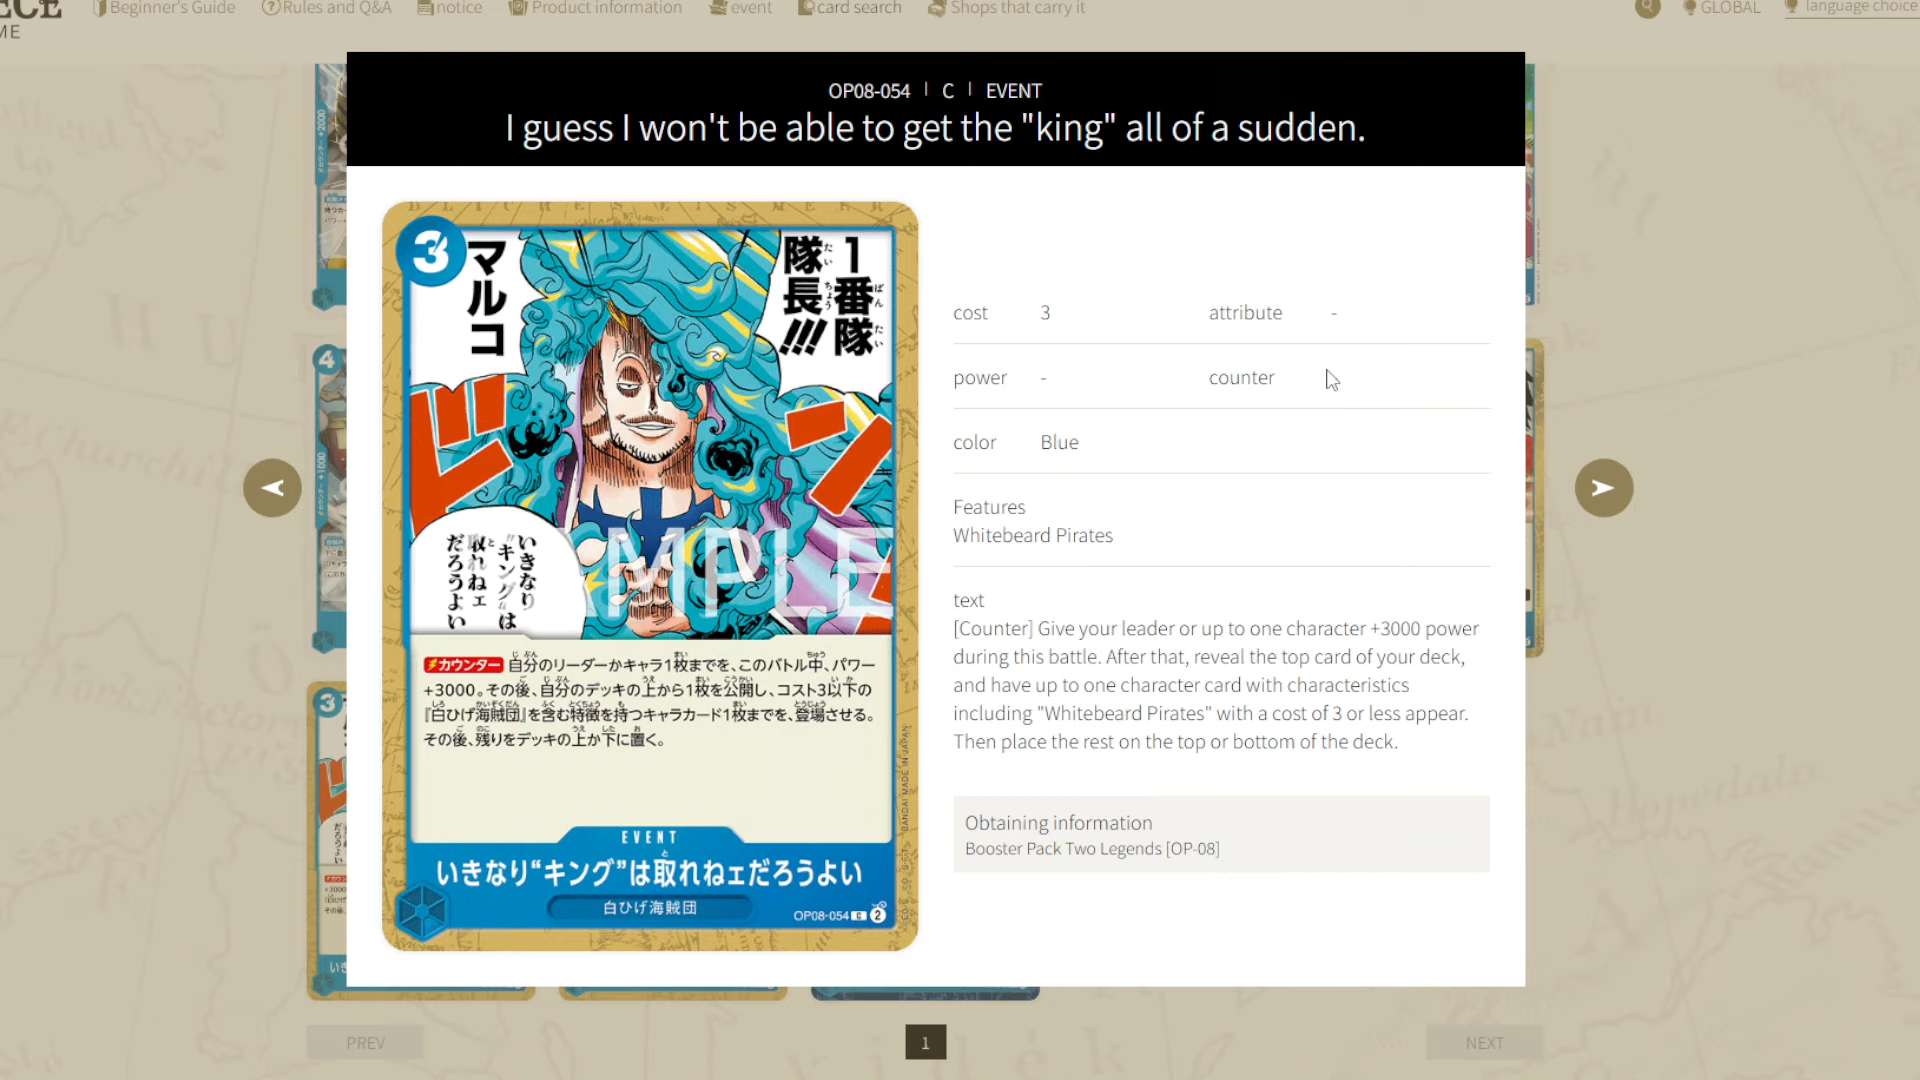 Beginner's Guide
Rules and Q&A
notice
Product information
event
card search
Shops that carry it
GLOBAL
language choice
OP08-054 | C | EVENT
I guess I won't be able to get the "king" all of a sudden.
3
マルコ
1番隊
隊長!!!
ドン
いきなり
“キング”は
取れねェ
だろうよい
カウンター 自分のリーダーかキャラ1枚までを、このバトル中、パワー
+3000。その後、自分のデッキの上から1枚を公開し、コスト3以下の
『白ひげ海賊団』を含む特徴を持つキャラカード1枚までを、登場させる。
その後、残りをデッキの上か下に置く。
EVENT
いきなり“キング”は取れねェだろうよい
白ひげ海賊団
OP08-054 C 2
cost 3 attribute -
power - counter
color Blue
Features
Whitebeard Pirates
text
[Counter] Give your leader or up to one character +3000 power
during this battle. After that, reveal the top card of your deck,
and have up to one character card with characteristics
including "Whitebeard Pirates" with a cost of 3 or less appear.
Then place the rest on the top or bottom of the deck.
Obtaining information
Booster Pack Two Legends [OP-08]
4
3
PREV
1
NEXT